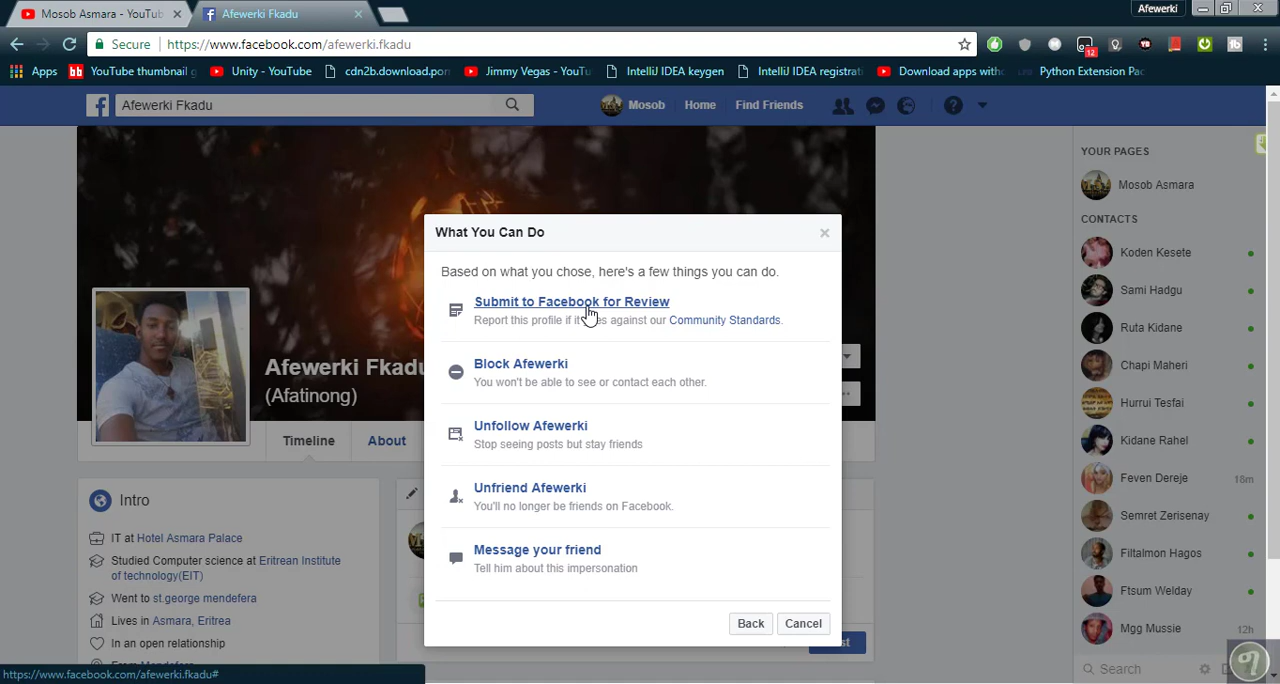 Mosob Asmara - YouTub
Afewerki Fkadu
Afewerki
Secure
https://www.facebook.com/afewerki.fkadu
12
Apps
YouTube thumbnail g
Unity - YouTube
cdn2b.download.porn
Jimmy Vegas - YouTu
IntelliJ IDEA keygen
IntelliJ IDEA registrat
Download apps witho
Python Extension Pac
Afewerki Fkadu
Mosob
Home
Find Friends
YOUR PAGES
Mosob Asmara
CONTACTS
Koden Kesete
Sami Hadgu
Ruta Kidane
Chapi Maheri
Hurrui Tesfai
Kidane Rahel
Feven Dereje
18m
Semret Zerisenay
Filtalmon Hagos
Ftsum Welday
Mgg Mussie
12h
Search
What You Can Do
Based on what you chose, here's a few things you can do.
Submit to Facebook for Review
Report this profile if it goes against our Community Standards.
Block Afewerki
You won't be able to see or contact each other.
Unfollow Afewerki
Stop seeing posts but stay friends
Unfriend Afewerki
You'll no longer be friends on Facebook.
Message your friend
Tell him about this impersonation
Back
Cancel
Afewerki Fkadu
(Afatinong)
Timeline
About
Intro
IT at Hotel Asmara Palace
Studied Computer science at Eritrean Institute
of technology(EIT)
Went to st.george mendefera
Lives in Asmara, Eritrea
In an open relationship
From Mendefera
https://www.facebook.com/afewerki.fkadu#